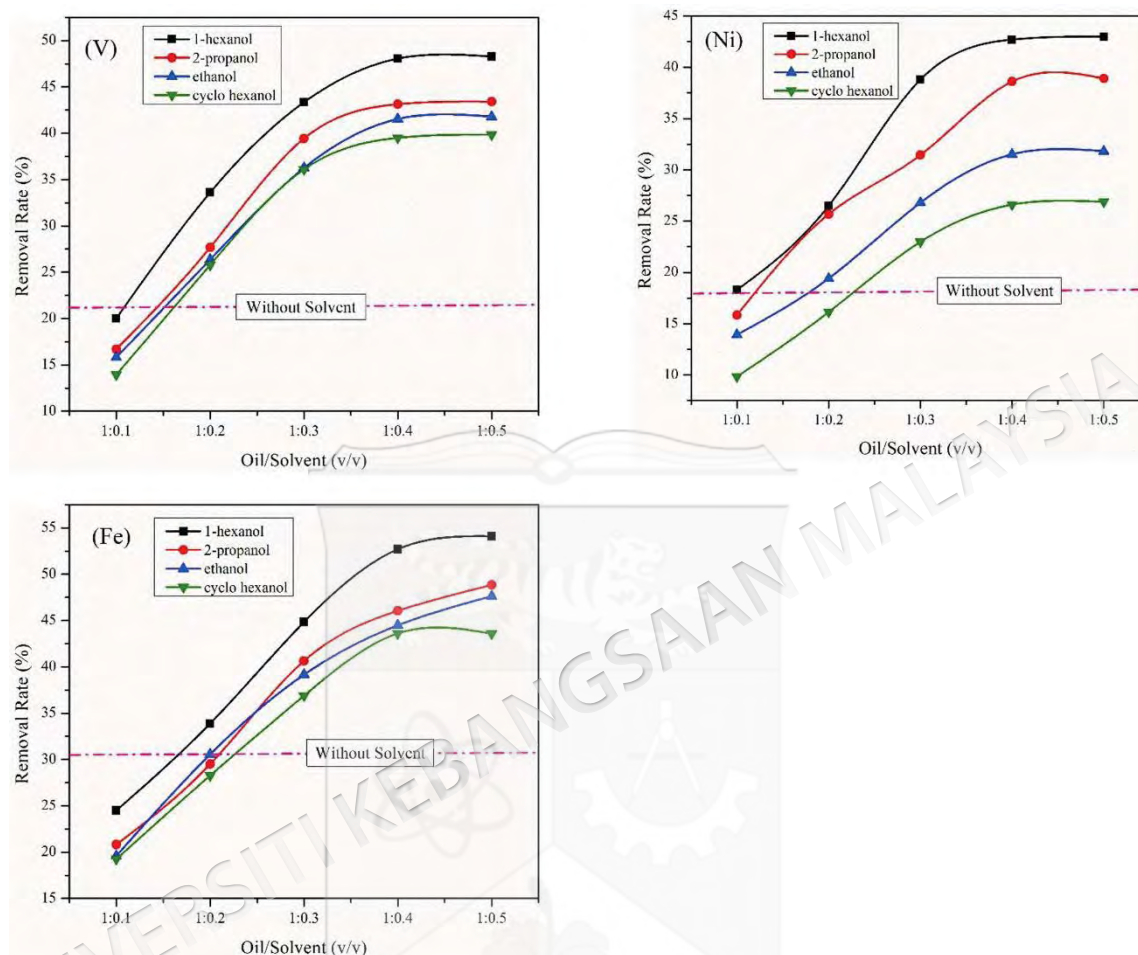 (V)
1-hexanol
2-propanol
ethanol
cyclo hexanol
50
45
40
35
30
25
20
15
10
Removal Rate (%)
Without Solvent
1:0.1 1:0.2 1:0.3 1:0.4 1:0.5
Oil/Solvent (v/v)
(Ni)
1-hexanol
2-propanol
ethanol
cyclo hexanol
45
40
35
30
25
20
15
10
Removal Rate (%)
Without Solvent
1:0.1 1:0.2 1:0.3 1:0.4 1:0.5
Oil/Solvent (v/v)
(Fe)
1-hexanol
2-propanol
ethanol
cyclo hexanol
55
50
45
40
35
30
25
20
15
Removal Rate (%)
Without Solvent
1:0.1 1:0.2 1:0.3 1:0.4 1:0.5
Oil/Solvent (v/v)
KEBANGSAAN MALAYSIA